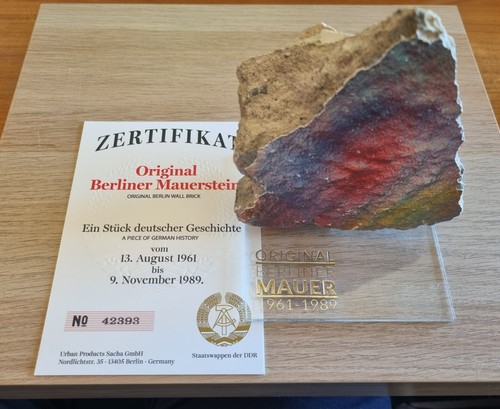 ZERTIFIKAT
Original
Berliner Mauerstein
ORIGINAL BERLIN WALL BRICK
Ein Stück deutscher Geschichte
A PIECE OF GERMAN HISTORY
vom
13. August 1961
bis
9. November 1989.
Nº 42393
Urban Products Sacha GmbH
Nordlichtstr. 35 - 13405 Berlin - Germany
Staatswappen der DDR
ORIGINAL
BERLINER
MAUER
1961-1989